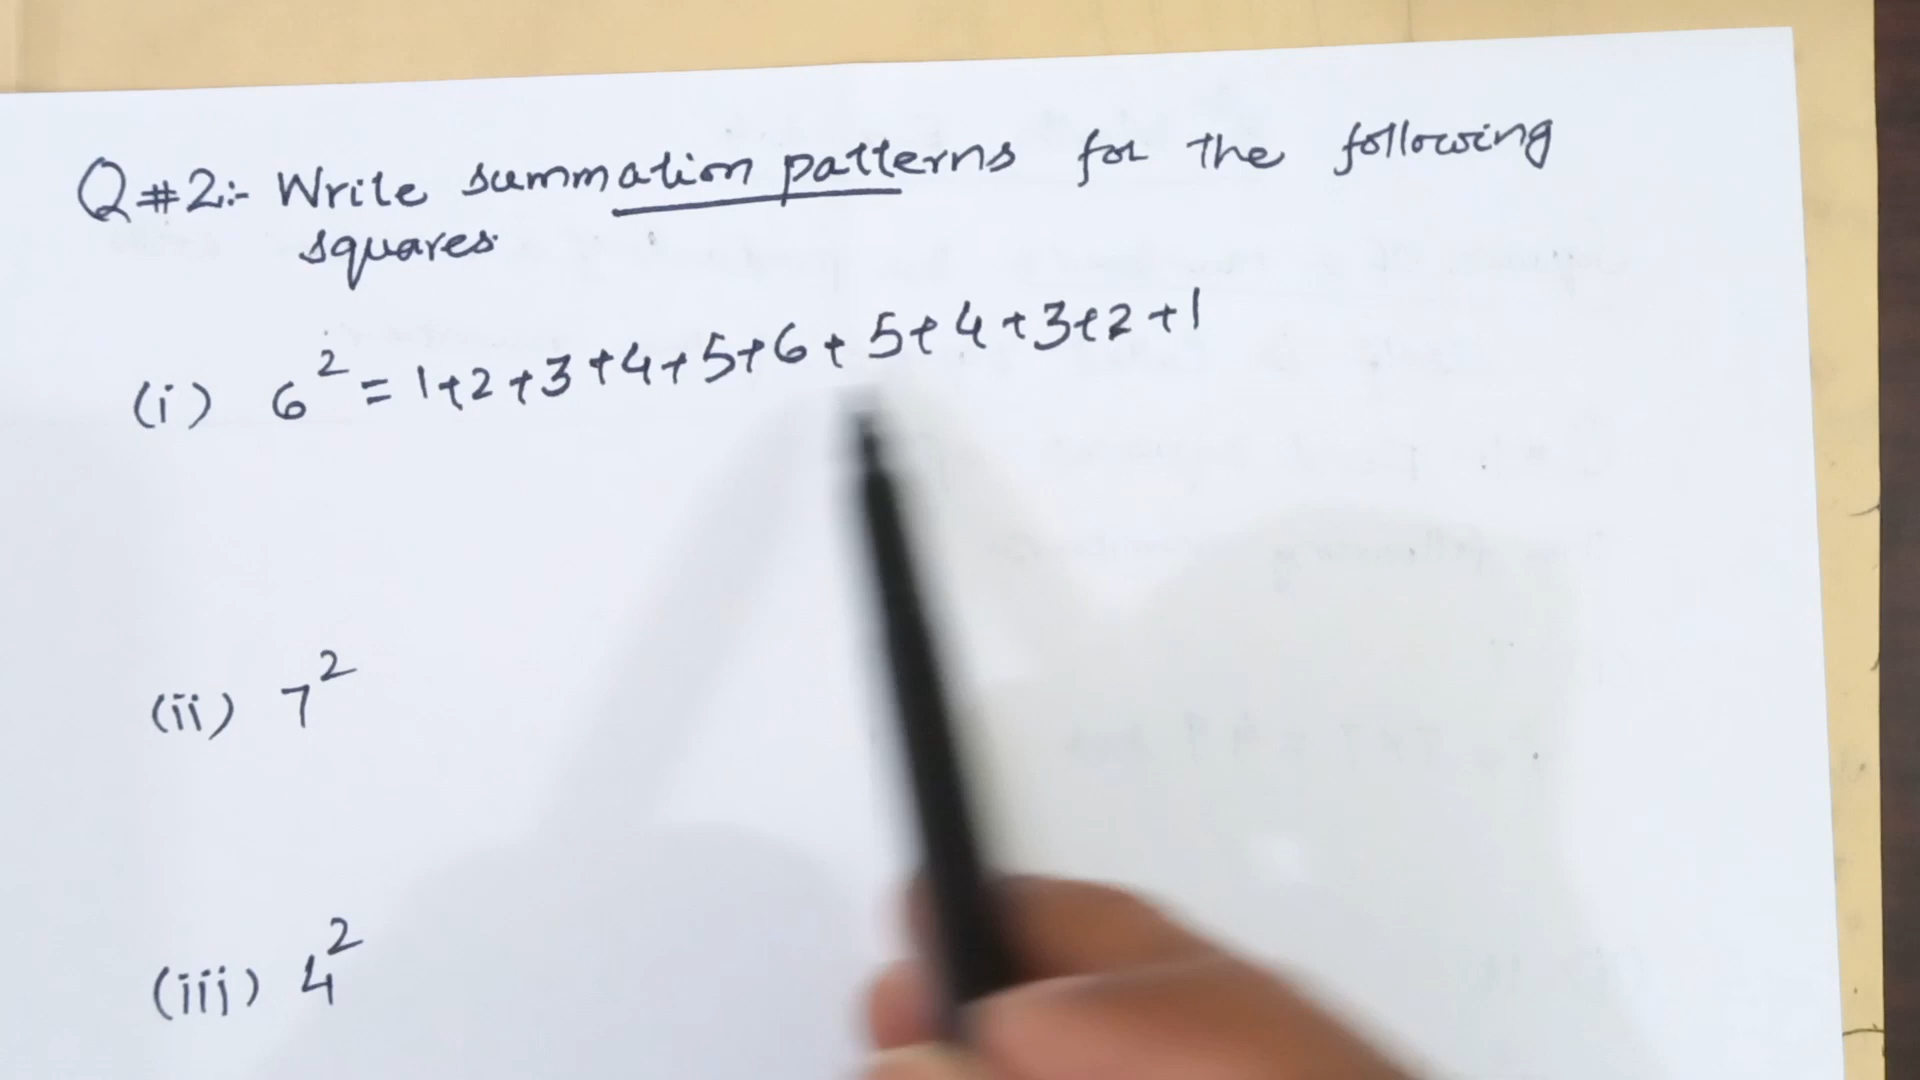 Q#2:- Write summation patterns for the following
squares.
(i) 6² = 1+2+3+4+5+6+5+4+3+2+1
(ii) 7²
(iii) 4²